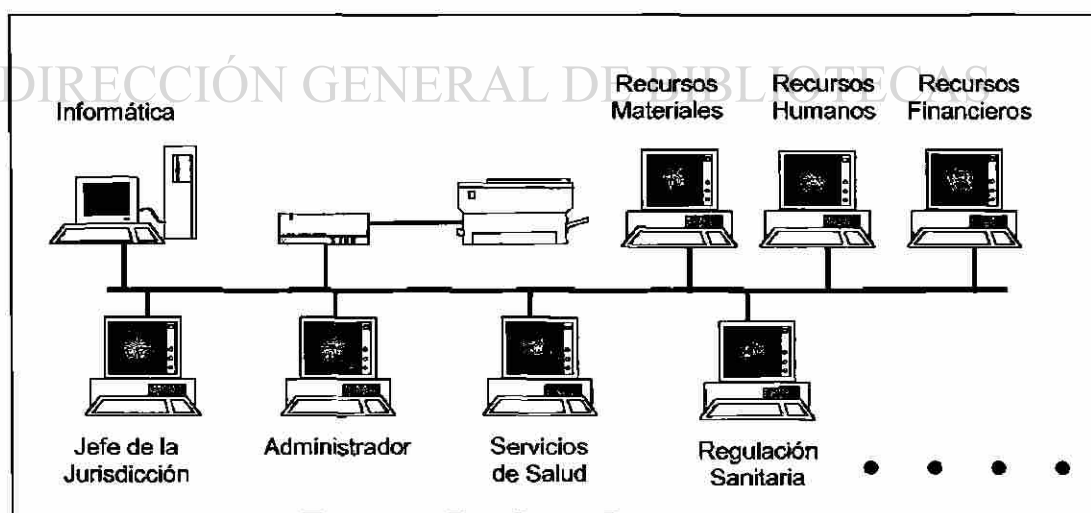 DIRECCIÓN GENERAL DE BIBLIOTECAS
Informática
Recursos
Materiales
Recursos
Humanos
Recursos
Financieros
Jefe de la
Jurisdicción
Administrador
Servicios
de Salud
Regulación
Sanitaria